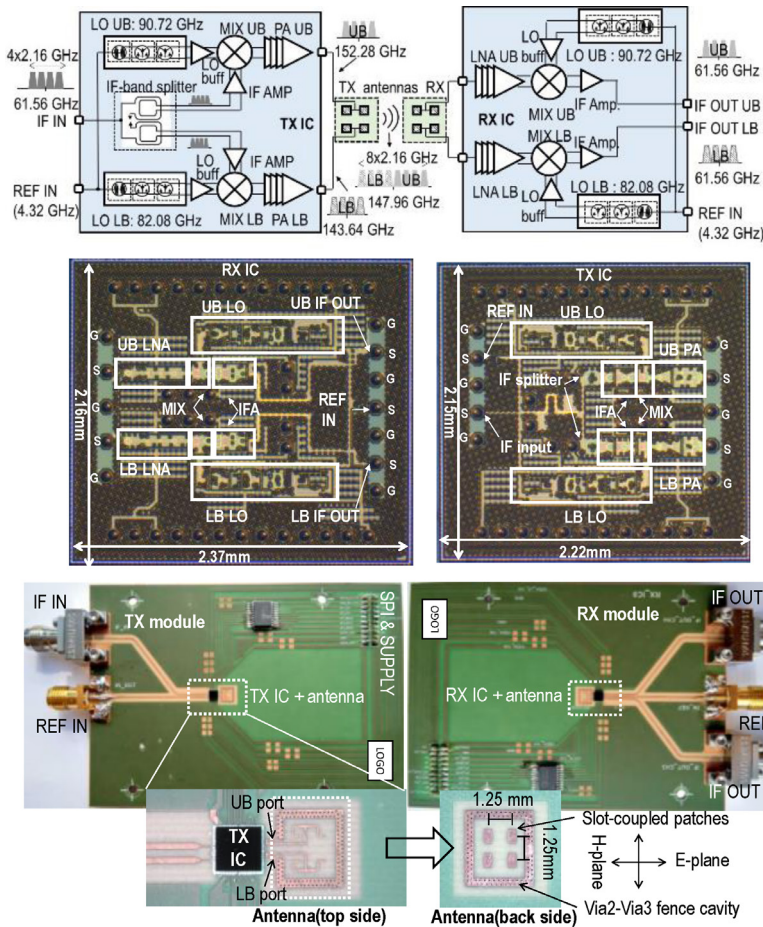 LO UB: 90.72 GHz
MIX UB
PA UB
UB
152.28 GHz
4x2.16 GHz
LO buff
61.56 GHz
IF-band splitter
IF AMP
TX IC
IF IN
TX antennas RX
8x2.16 GHz
LB UB
147.96 GHz
LO buff
IF AMP
REF IN
(4.32 GHz)
LO LB: 82.08 GHz
MIX LB
PA LB
LB
143.64 GHz
LNA UB
LO buff
LO UB : 90.72 GHz
UB
61.56 GHz
IF Amp.
MIX UB
RX IC
MIX LB
IF OUT UB
IF OUT LB
IF Amp.
LB
61.56 GHz
LNA LB
LO buff
LO LB: 82.08 GHz
REF IN
(4.32 GHz)
RX IC
UB LO
UB IF OUT
G
S
G
S
G
UB LNA
MIX
IFA
REF IN
LB LNA
LB LO
LB IF OUT
G
S
G
S
G
S
G
2.16mm
2.37mm
TX IC
REF IN
UB LO
UB PA
G
S
G
S
G
IF splitter
IFA
MIX
IF input
LB PA
LB LO
G
S
G
S
G
2.15mm
2.22mm
IF IN
TX module
SPI & SUPPLY
TX IC + antenna
REF IN
LOGO
LOGO
RX module
IF OUT
RX IC + antenna
REF
IF OUT
UB port
TX IC
LB port
Antenna(top side)
1.25 mm
1.25mm
Slot-coupled patches
H-plane
E-plane
Via2-Via3 fence cavity
Antenna(back side)